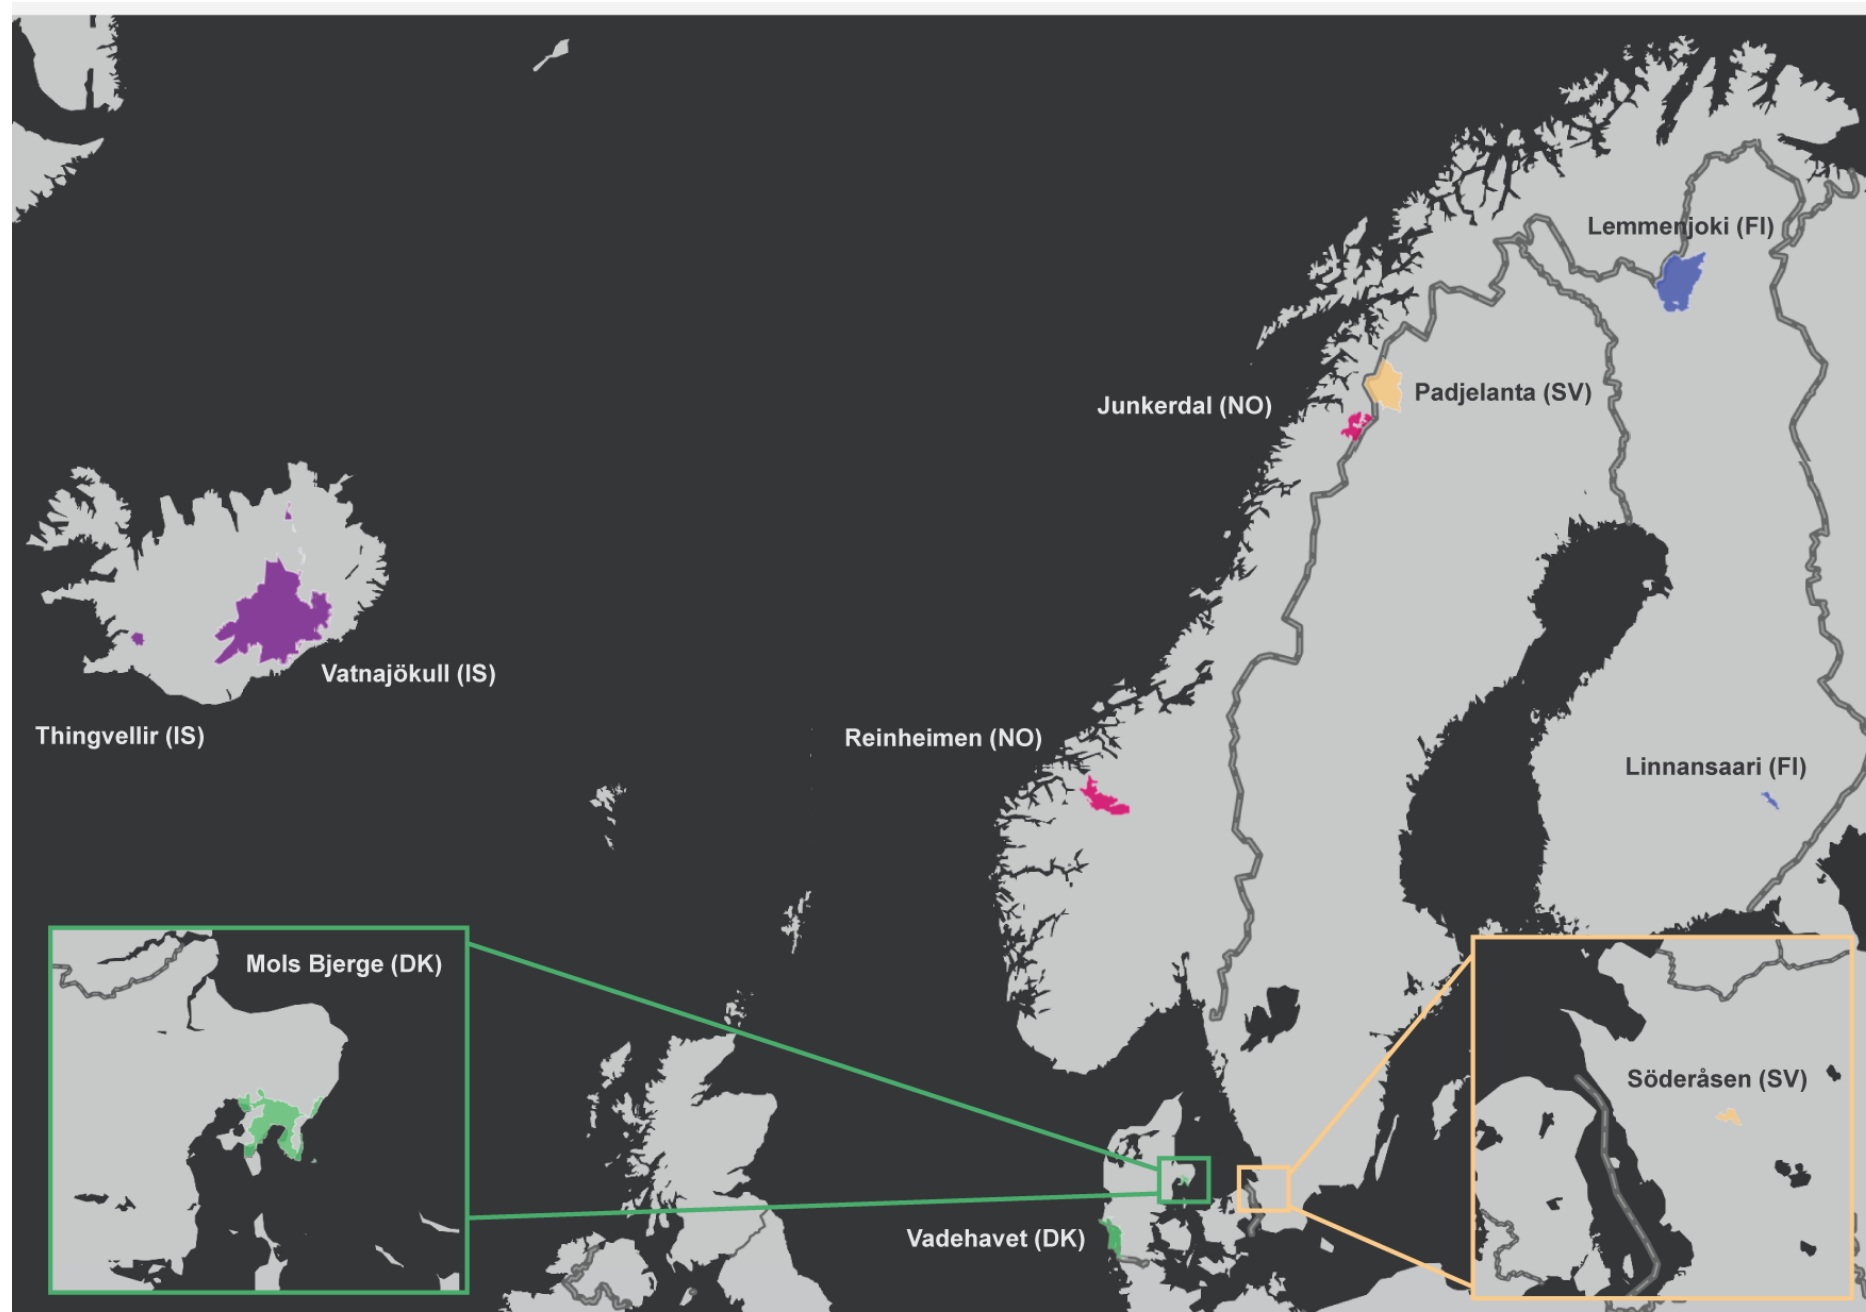 Lemmenjoki (FI)
Padjelanta (SV)
Junkerdal (NO)
Vatnajökull (IS)
Thingvellir (IS)
Reinheimen (NO)
Linnansaari (FI)
Mols Bjerge (DK)
Söderåsen (SV)
Vadehavet (DK)